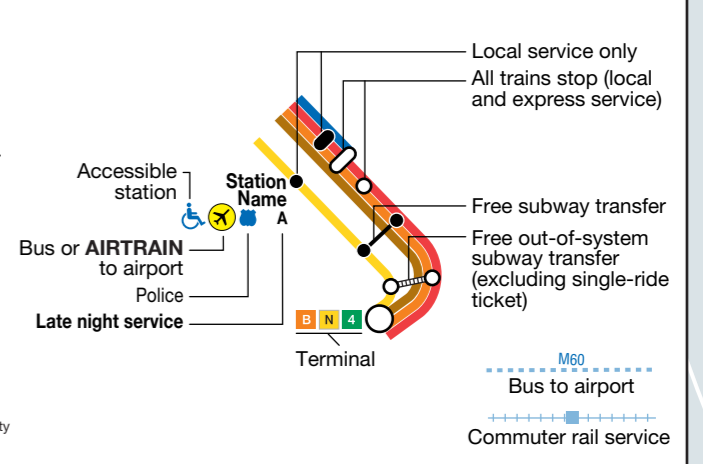 Local service only
All trains stop (local
and express service)
Accessible
station
Station
Name
A
Free subway transfer
Free out-of-system
subway transfer
(excluding single-ride
ticket)
Bus or AIRTRAIN
to airport
Police
Late night service
B N 4
Terminal
M60
Bus to airport
ty
Commuter rail service